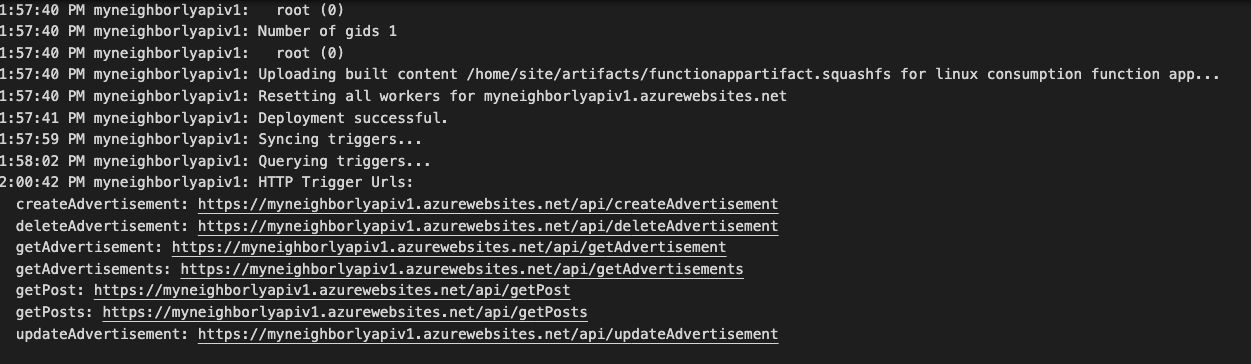 1:57:40 PM myneighborlyapiv1:   root (0)
1:57:40 PM myneighborlyapiv1: Number of gids 1
1:57:40 PM myneighborlyapiv1:   root (0)
1:57:40 PM myneighborlyapiv1: Uploading built content /home/site/artifacts/functionappartifact.squashfs for linux consumption function app...
1:57:40 PM myneighborlyapiv1: Resetting all workers for myneighborlyapiv1.azurewebsites.net
1:57:41 PM myneighborlyapiv1: Deployment successful.
1:57:59 PM myneighborlyapiv1: Syncing triggers...
1:58:02 PM myneighborlyapiv1: Querying triggers...
2:00:42 PM myneighborlyapiv1: HTTP Trigger Urls:
  createAdvertisement: https://myneighborlyapiv1.azurewebsites.net/api/createAdvertisement
  deleteAdvertisement: https://myneighborlyapiv1.azurewebsites.net/api/deleteAdvertisement
  getAdvertisement: https://myneighborlyapiv1.azurewebsites.net/api/getAdvertisement
  getAdvertisements: https://myneighborlyapiv1.azurewebsites.net/api/getAdvertisements
  getPost: https://myneighborlyapiv1.azurewebsites.net/api/getPost
  getPosts: https://myneighborlyapiv1.azurewebsites.net/api/getPosts
  updateAdvertisement: https://myneighborlyapiv1.azurewebsites.net/api/updateAdvertisement